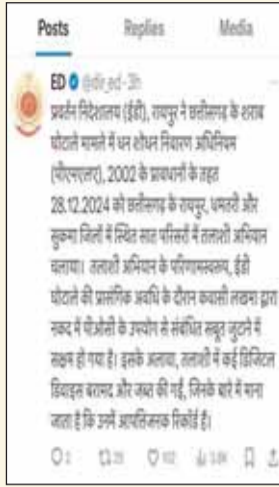 Posts Replies Media
ED @dir_ed-3h
प्रवर्तन निदेशालय (ईडी), रायपुर ने छत्तीसगढ़ के शराब
घोटाले मामले में धन शोधन निवारण अधिनियम
(पीएमएलए), 2002 के प्रावधानों के तहत
28.12.2024 को छत्तीसगढ़ के रायपुर, धमतरी और
सुकमा जिलों में स्थित सात परिसरों में तलाशी अभियान
चलाया। तलाशी अभियान के परिणामस्वरूप, ईडी
घोटाले की प्रासंगिक अवधि के दौरान कवासी लखमा द्वारा
नकद में पीओसी के उपयोग से संबंधित सबूत जुटाने में
सक्षम हो गया है। इसके अलावा, तलाशी में कई डिजिटल
डिवाइस बरामद और जब्त की गईं, जिनके बारे में माना
जाता है कि उनमें आपत्तिजनक रिकॉर्ड हैं।